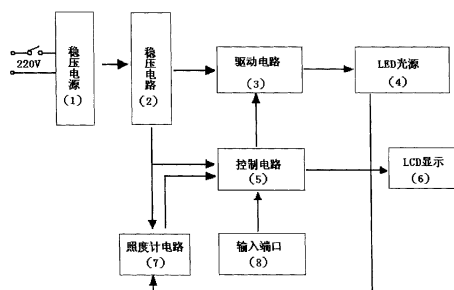 220V
稳压电源
(1)
稳压电路
(2)
驱动电路
(3)
LED光源
(4)
控制电路
(5)
LCD显示
(6)
照度计电路
(7)
输入端口
(8)